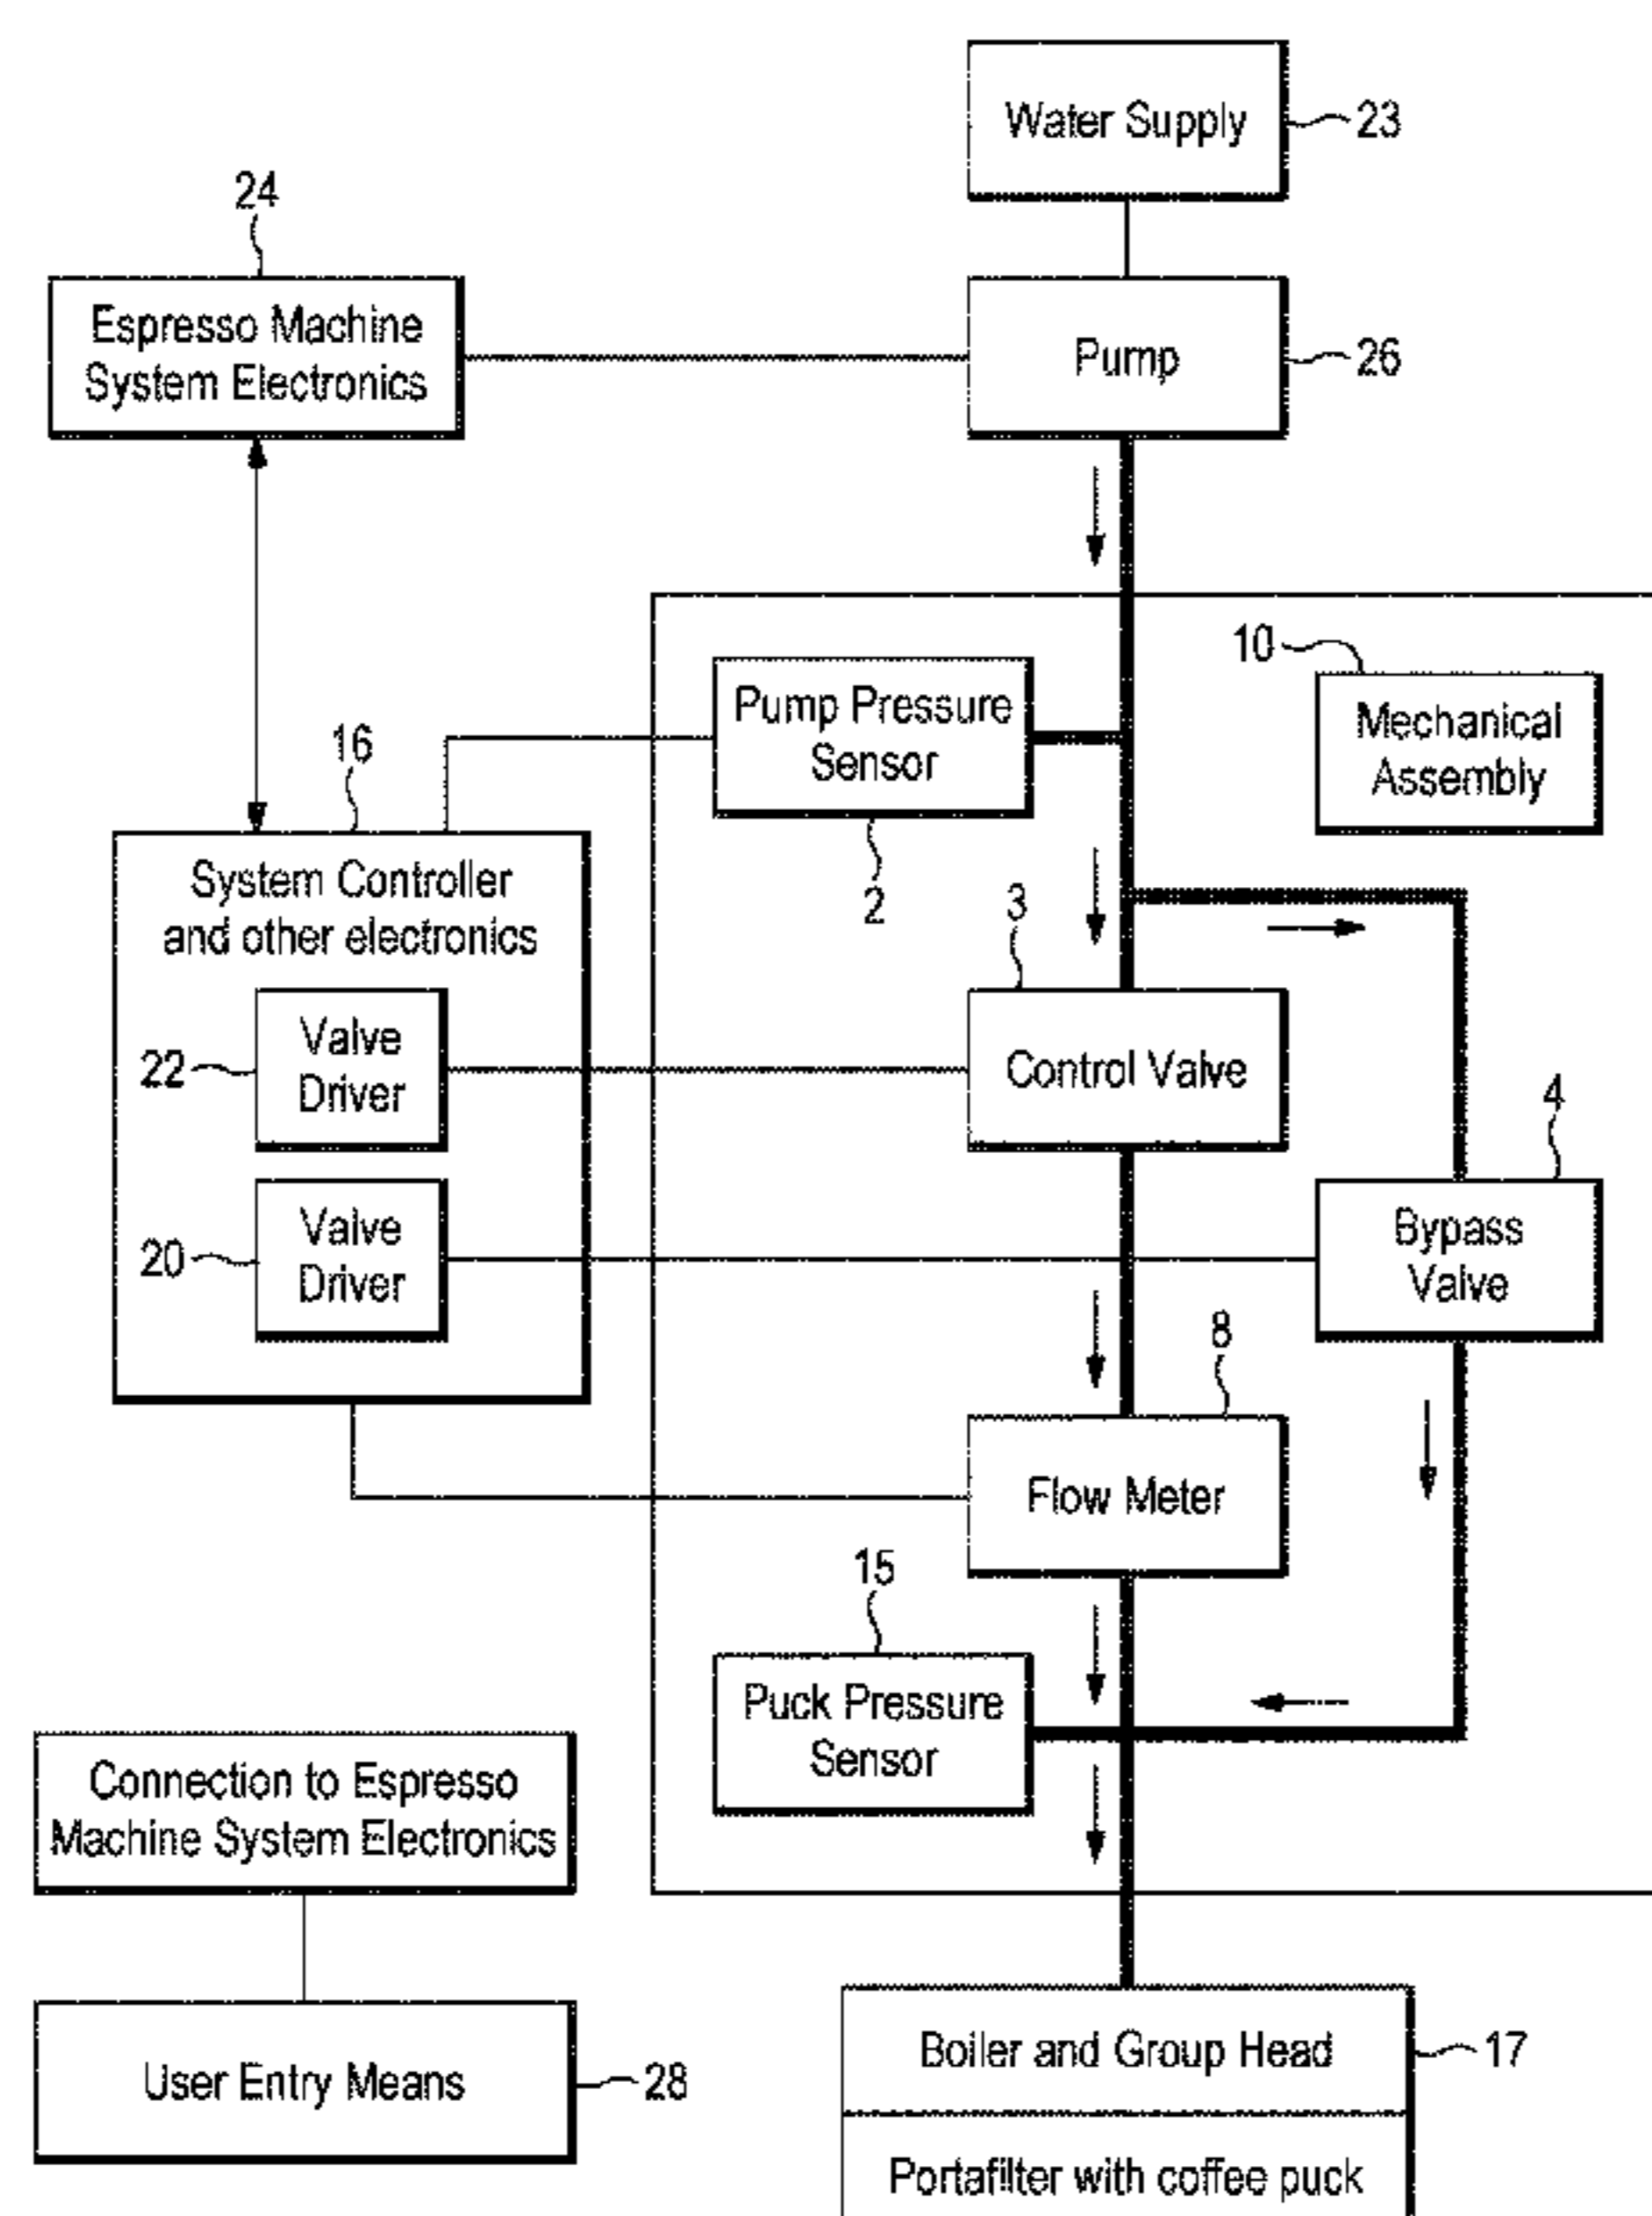 Water Supply
23
24
Espresso Machine
System Electronics
Pump
26
10
Mechanical
Assembly
Pump Pressure
Sensor
2
16
System Controller
and other electronics
3
22
Valve
Driver
Control Valve
4
20
Valve
Driver
Bypass
Valve
8
Flow Meter
15
Puck Pressure
Sensor
Connection to Espresso
Machine System Electronics
User Entry Means
28
Boiler and Group Head
17
Portafilter with coffee puck